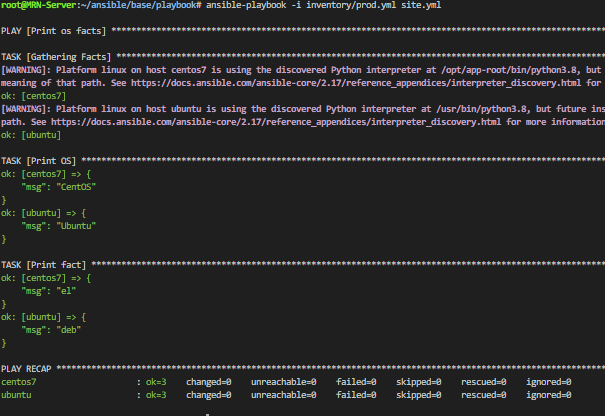 root@MRN-Server:~/ansible/base/playbook# ansible-playbook -i inventory/prod.yml site.yml
PLAY [Print os facts] ****************************************************************************************************
TASK [Gathering Facts] ***************************************************************************************************
[WARNING]: Platform linux on host centos7 is using the discovered Python interpreter at /opt/app-root/bin/python3.8, but
meaning of that path. See https://docs.ansible.com/ansible-core/2.17/reference_appendices/interpreter_discovery.html for
ok: [centos7]
[WARNING]: Platform linux on host ubuntu is using the discovered Python interpreter at /usr/bin/python3.8, but future ins
path. See https://docs.ansible.com/ansible-core/2.17/reference_appendices/interpreter_discovery.html for more information
ok: [ubuntu]
TASK [Print OS] **********************************************************************************************************
ok: [centos7] => {
    "msg": "CentOS"
}
ok: [ubuntu] => {
    "msg": "Ubuntu"
}
TASK [Print fact] ********************************************************************************************************
ok: [centos7] => {
    "msg": "el"
}
ok: [ubuntu] => {
    "msg": "deb"
}
PLAY RECAP ***************************************************************************************************************
centos7                    : ok=3    changed=0    unreachable=0    failed=0    skipped=0    rescued=0    ignored=0
ubuntu                     : ok=3    changed=0    unreachable=0    failed=0    skipped=0    rescued=0    ignored=0